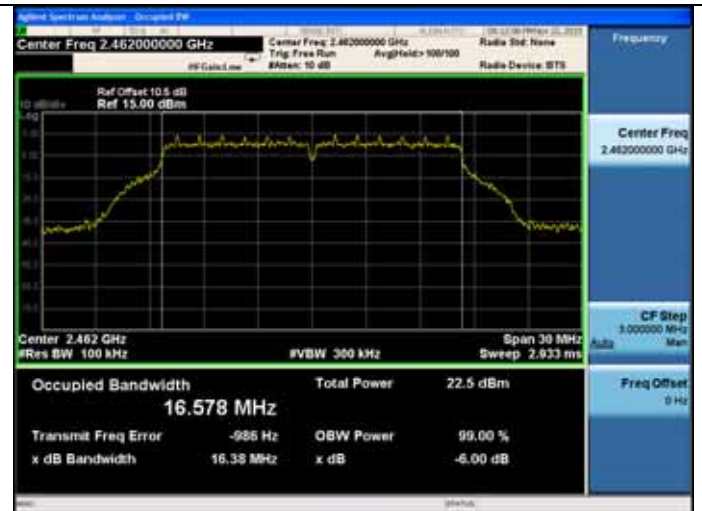 Agilent Spectrum Analyzer - Occupied BW
Center Freq 2.462000000 GHz
#IFGain:Low
Center Freq: 2.462000000 GHz
Trig: Free Run
Avg|Hold:>100/100
#Atten: 10 dB
Radio Std: None
Radio Device: BTS
Ref Offset 10.5 dB
10 dB/div
Ref 15.00 dBm
Log
Center 2.462 GHz
Span 30 MHz
#Res BW 100 kHz
#VBW 300 kHz
Sweep 2.933 ms
Occupied Bandwidth
16.578 MHz
Total Power
22.5 dBm
Transmit Freq Error
-986 Hz
OBW Power
99.00 %
x dB Bandwidth
16.38 MHz
x dB
-6.00 dB
Frequency
Center Freq
2.462000000 GHz
CF Step
3.000000 MHz
Auto
Man
Freq Offset
0 Hz
MSG
STATUS